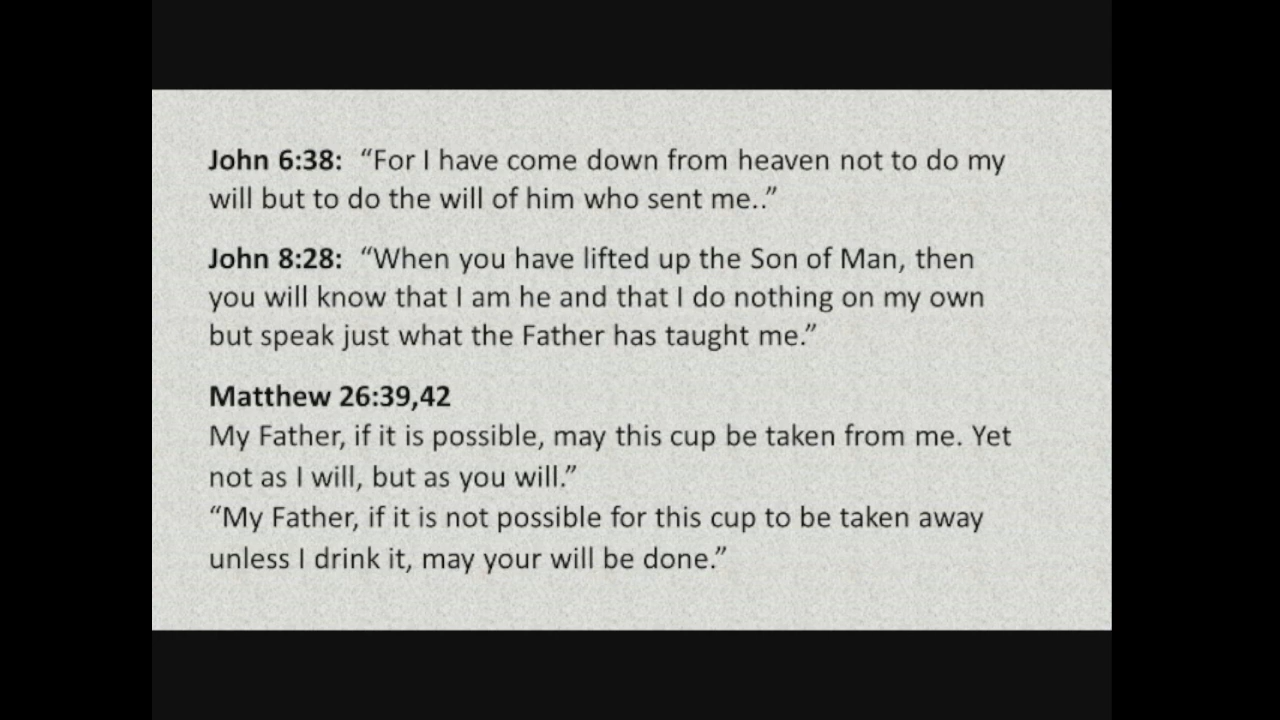 John 6:38:  “For I have come down from heaven not to do my
will but to do the will of him who sent me..”
John 8:28:  “When you have lifted up the Son of Man, then
you will know that I am he and that I do nothing on my own
but speak just what the Father has taught me.”
Matthew 26:39,42
My Father, if it is possible, may this cup be taken from me. Yet
not as I will, but as you will.”
“My Father, if it is not possible for this cup to be taken away
unless I drink it, may your will be done.”